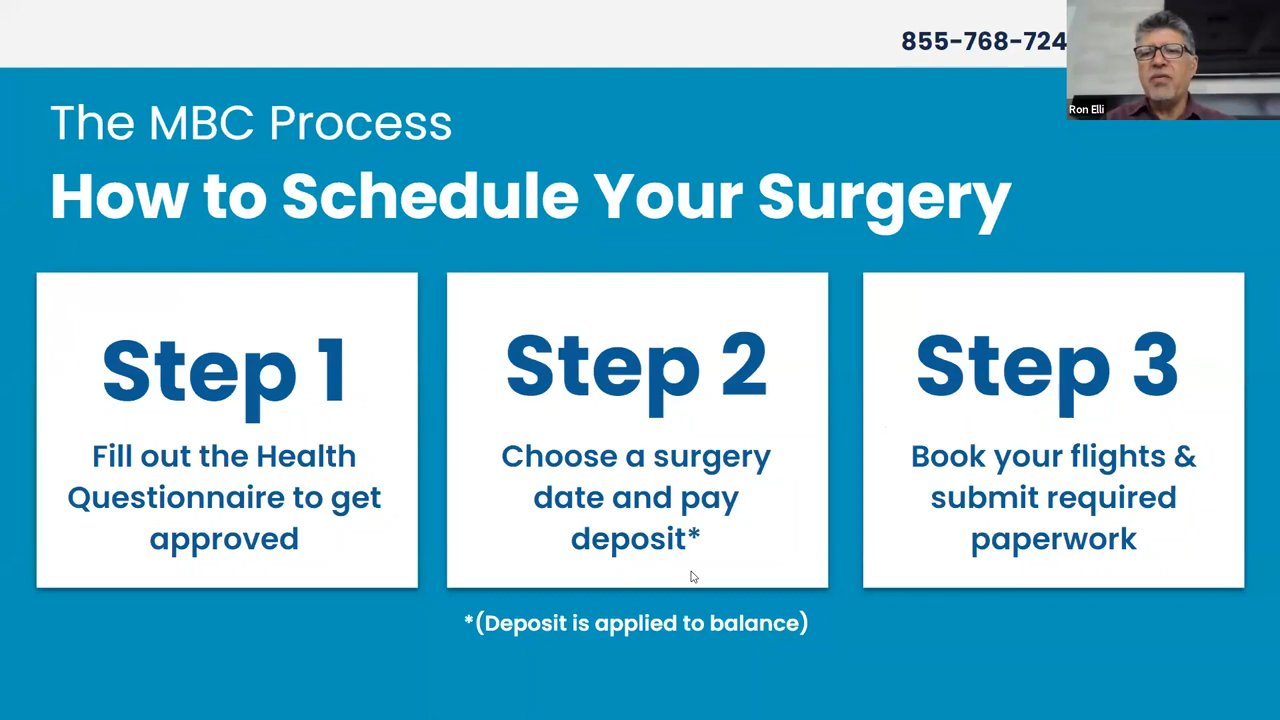 855-768-724
Ron Elli
The MBC Process
How to Schedule Your Surgery
Step 1
Fill out the Health
Questionnaire to get
approved
Step 2
Choose a surgery
date and pay
deposit*
Step 3
Book your flights &
submit required
paperwork
*(Deposit is applied to balance)